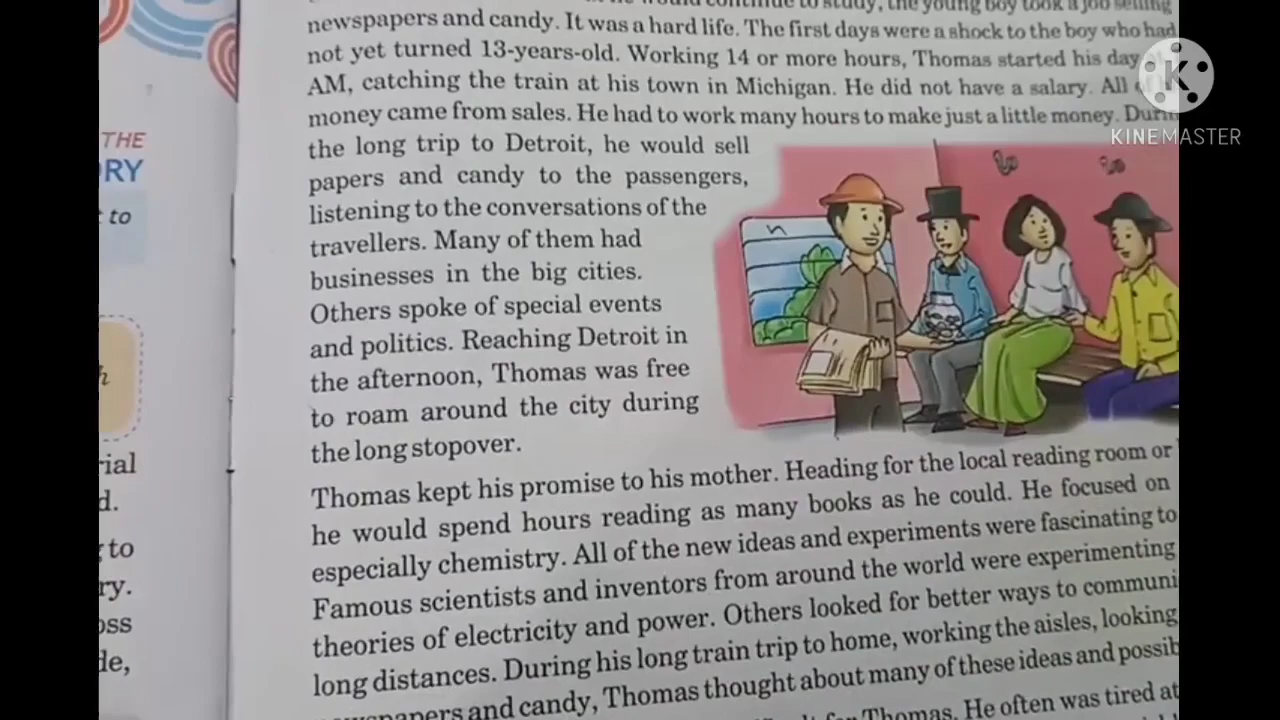 THE
RY
to
h
rial
d.
to
ry.
oss
de,
to study, the young boy took a job selling
newspapers and candy. It was a hard life. The first days were a shock to the boy who had
not yet turned 13-years-old. Working 14 or more hours, Thomas started his day
AM, catching the train at his town in Michigan. He did not have a salary. All
money came from sales. He had to work many hours to make just a little money. Durin
the long trip to Detroit, he would sell
papers and candy to the passengers,
listening to the conversations of the
travellers. Many of them had
businesses in the big cities.
Others spoke of special events
and politics. Reaching Detroit in
the afternoon, Thomas was free
to roam around the city during
the long stopover.
Thomas kept his promise to his mother. Heading for the local reading room or
he would spend hours reading as many books as he could. He focused on
especially chemistry. All of the new ideas and experiments were fascinating to
Famous scientists and inventors from around the world were experimenting
theories of electricity and power. Others looked for better ways to communi
long distances. During his long train trip to home, working the aisles, looking
newspapers and candy, Thomas thought about many of these ideas and possib
for Thomas. He often was tired at
K
KINEMASTER